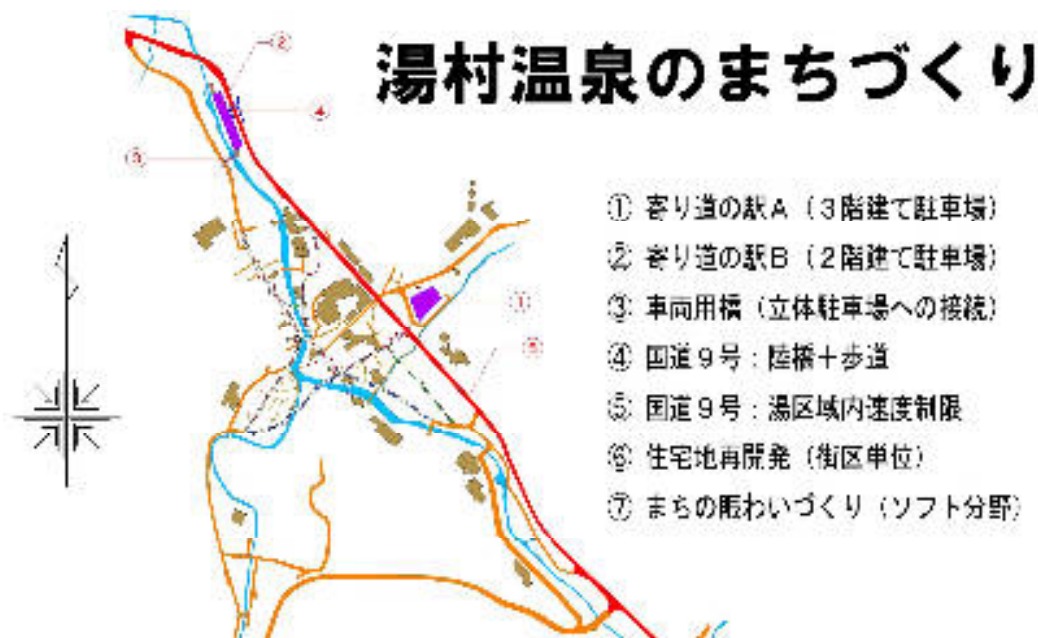 湯村温泉のまちづくり
②
④
③
①
⑤
① 寄り道の駅A（3階建て駐車場）
② 寄り道の駅B（2階建て駐車場）
③ 車両用橋（立体駐車場への接続）
④ 国道9号：陸橋＋歩道
⑤ 国道9号：湯区域内速度制限
⑥ 住宅地再開発（街区単位）
⑦ まちの賑わいづくり（ソフト分野）